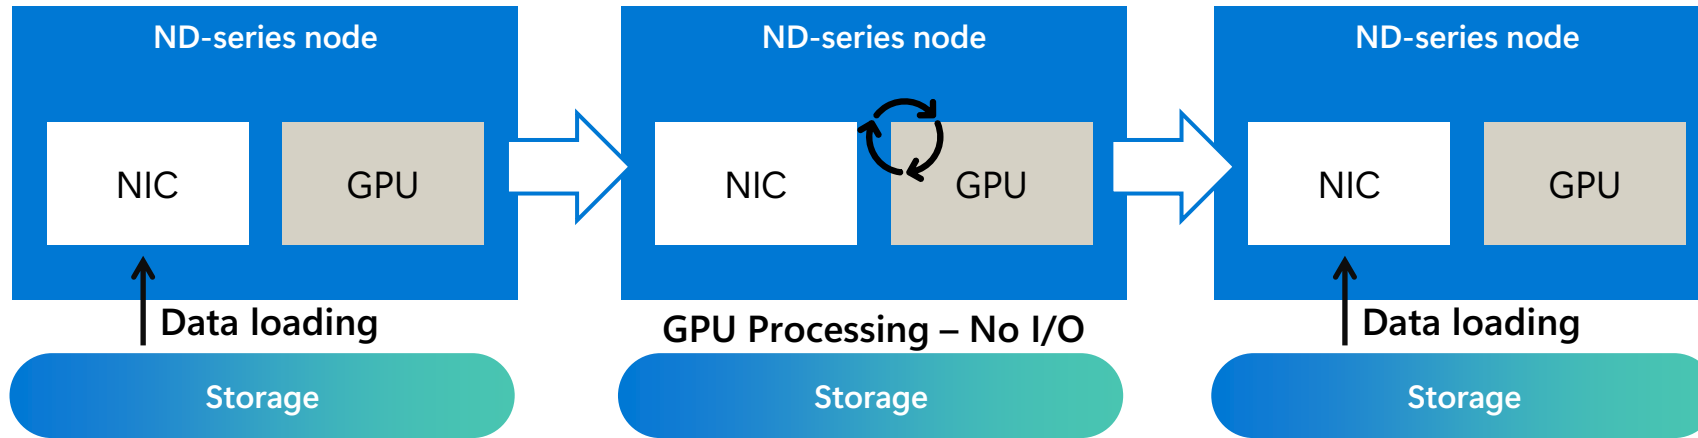 ND-series node
NIC
GPU
Data loading
Storage
ND-series node
NIC
GPU
GPU Processing – No I/O
Storage
ND-series node
NIC
GPU
Data loading
Storage